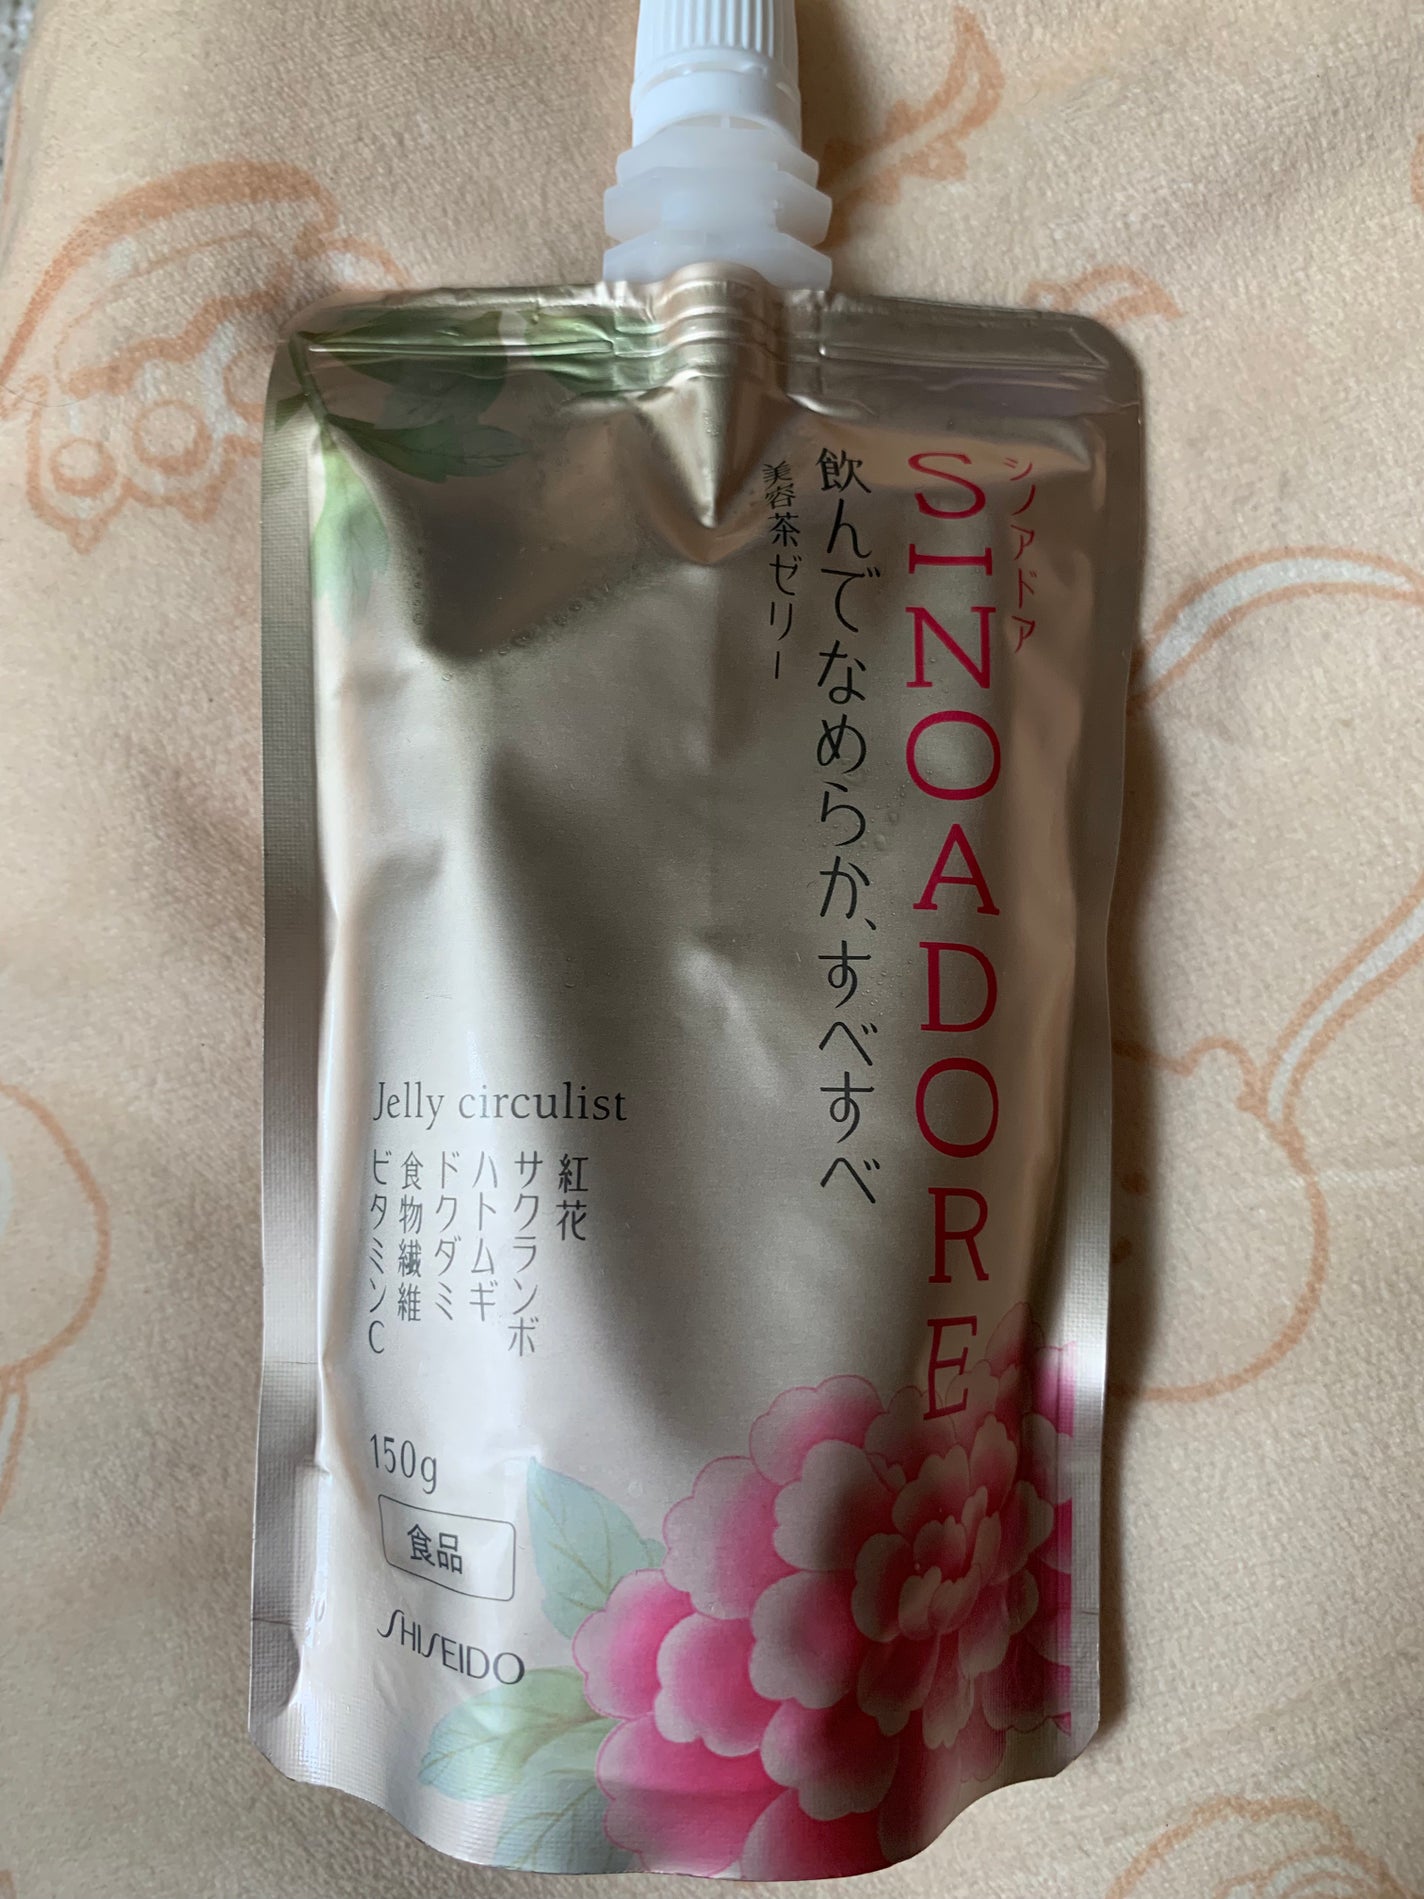 シノアドア
SINOADORE
飲んでなめらか、すべすべ
美容茶ゼリー
Jelly circulist
紅花
サクランボ
ハトムギ
ドクダミ
食物繊維
ビタミンC
150g
食品
SHISEIDO